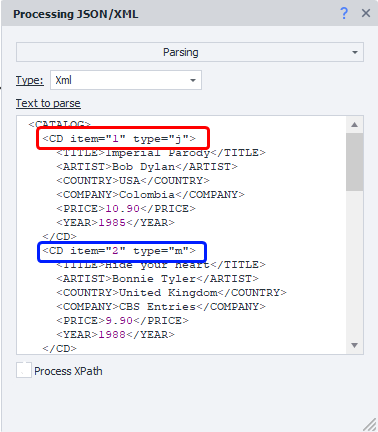 Processing JSON/XML ? ×
Parsing
Type: Xml
Text to parse
<CATALOG>
<CD item="1" type="j">
<TITLE>Imperial Parody</TITLE>
<ARTIST>Bob Dylan</ARTIST>
<COUNTRY>USA</COUNTRY>
<COMPANY>Colombia</COMPANY>
<PRICE>10.90</PRICE>
<YEAR>1985</YEAR>
</CD>
<CD item="2" type="m">
<TITLE>Hide your heart</TITLE>
<ARTIST>Bonnie Tyler</ARTIST>
<COUNTRY>United Kingdom</COUNTRY>
<COMPANY>CBS Entries</COMPANY>
<PRICE>9.90</PRICE>
<YEAR>1988</YEAR>
</CD>
Process XPath